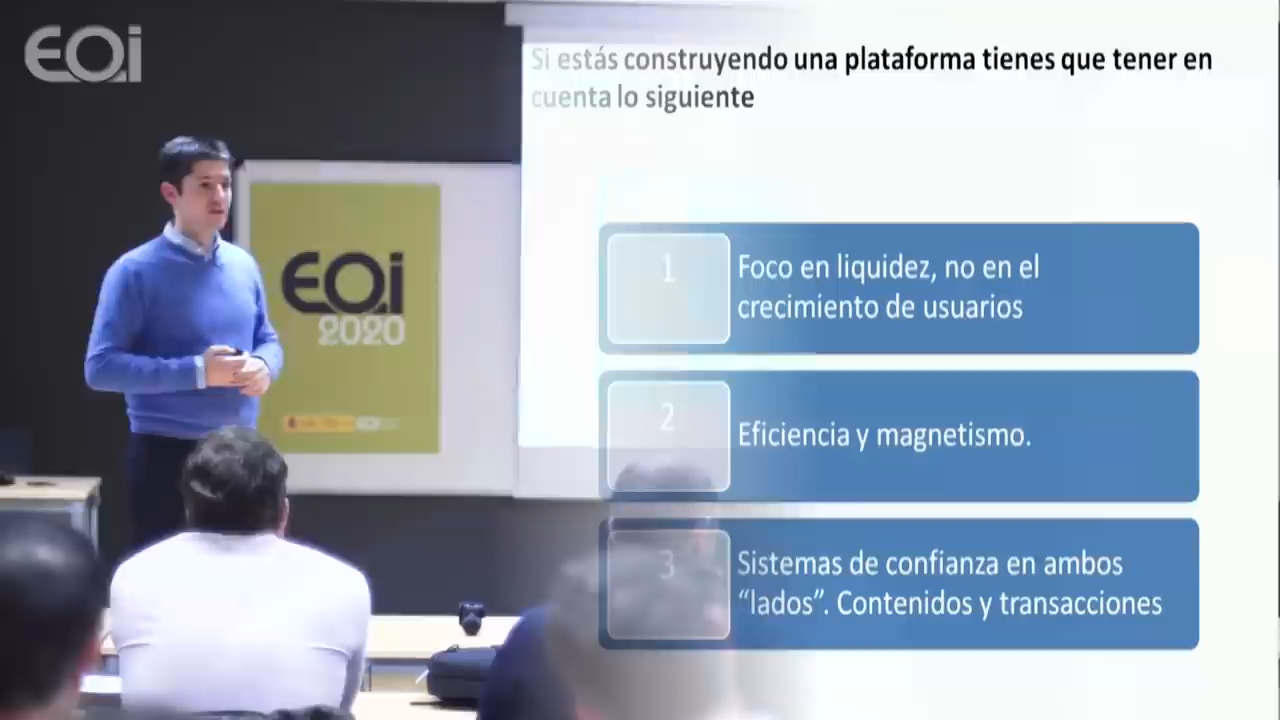 EOi
Si estás construyendo una plataforma tienes que tener en
cuenta lo siguiente
EOi
2020
1
Foco en liquidez, no en el
crecimiento de usuarios
2
Eficiencia y magnetismo.
3
Sistemas de confianza en ambos
“lados”. Contenidos y transacciones